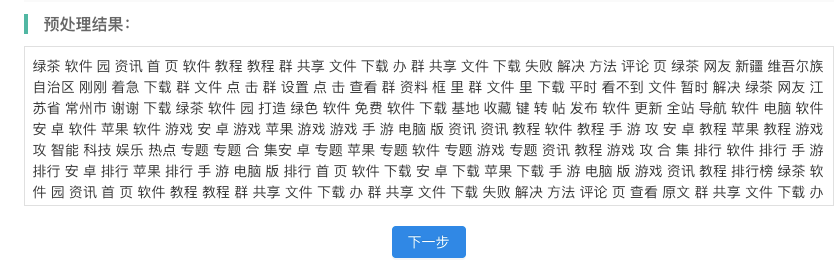 预处理结果:
绿茶 软件 园 资讯 首 页 软件 教程 教程 群 共享 文件 下载 办 群 共享 文件 下载 失败 解决 方法 评论 页 绿茶 网友 新疆 维吾尔族
自治区 刚刚 着急 下载 群 文件 点 击 群 设置 点 击 查看 群 资料 框 里 群 文件 里 下载 平时 看不到 文件 暂时 解决 绿茶 网友 江
苏省 常州市 谢谢 下载 绿茶 软件 园 打造 绿色 软件 免费 软件 下载 基地 收藏 键 转 帖 发布 软件 更新 全站 导航 软件 电脑 软件
安 卓 软件 苹果 软件 游戏 安 卓 游戏 苹果 游戏 游戏 手 游 电脑 版 资讯 资讯 教程 软件 教程 手 游 攻 安 卓 教程 苹果 教程 游戏
攻 智能 科技 娱乐 热点 专题 专题 合 集安 卓 专题 苹果 专题 软件 专题 游戏 专题 资讯 教程 游戏 攻 合 集 排行 软件 排行 手 游
排行 安 卓 排行 苹果 排行 手 游 电脑 版 排行 首 页 软件 下载 安 卓 下载 苹果 下载 手 游 电脑 版 游戏 资讯 教程 排行榜 绿茶 软
件 园 资讯 首 页 软件 教程 教程 群 共享 文件 下载 办 群 共享 文件 下载 失败 解决 方法 评论 页 查看 原文 群 共享 文件 下载 办
下一步